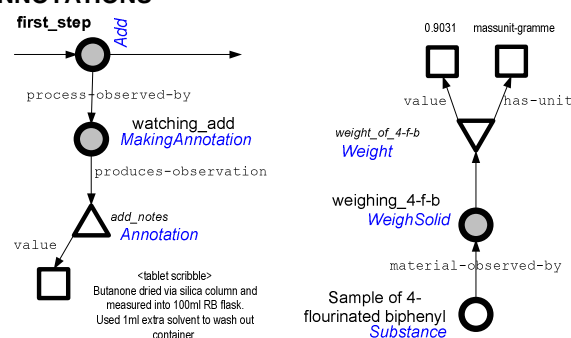 ANNOTATIONS
first_step
Add
process-observed-by
watching_add
MakingAnnotation
produces-observation
add_notes
Annotation
value
<tablet scribble>
Butanone dried via silica column and
measured into 100ml RB flask.
Used 1ml extra solvent to wash out
container
0.9031
massunit-gramme
value
has-unit
weight_of_4-f-b
Weight
weighing_4-f-b
WeighSolid
material-observed-by
Sample of 4-
flourinated biphenyl
Substance